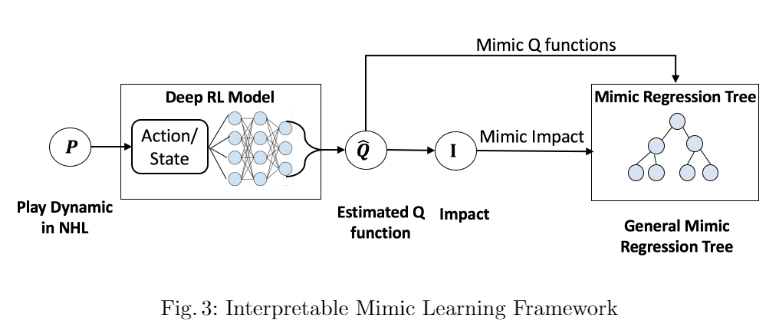 Mimic Q functions
Deep RL Model
Mimic Regression Tree
P
Action/
State
Q̂
I
Mimic Impact
Play Dynamic
in NHL
Estimated Q
function
Impact
General Mimic
Regression Tree
Fig. 3: Interpretable Mimic Learning Framework